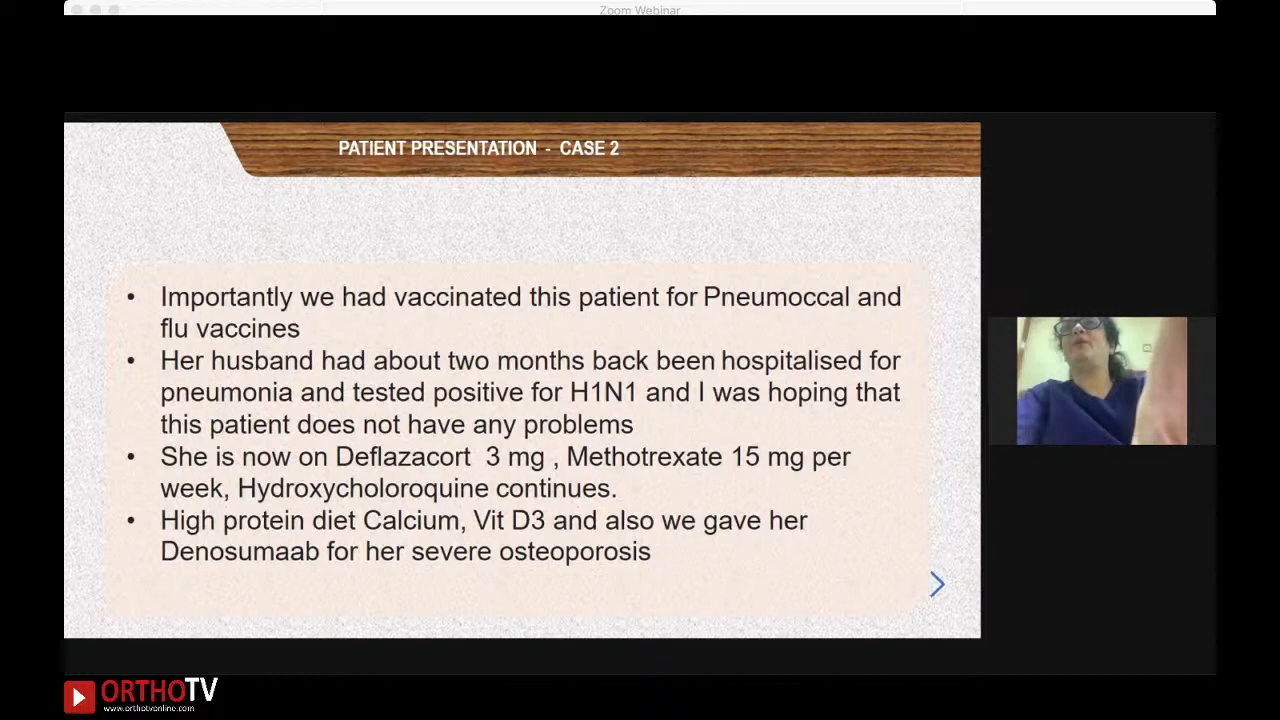 Zoom Webinar
PATIENT PRESENTATION - CASE 2
• Importantly we had vaccinated this patient for Pneumoccal and
flu vaccines
• Her husband had about two months back been hospitalised for
pneumonia and tested positive for H1N1 and I was hoping that
this patient does not have any problems
• She is now on Deflazacort 3 mg , Methotrexate 15 mg per
week, Hydroxycholoroquine continues.
• High protein diet Calcium, Vit D3 and also we gave her
Denosumaab for her severe osteoporosis
ORTHOTV
www.orthotvonline.com